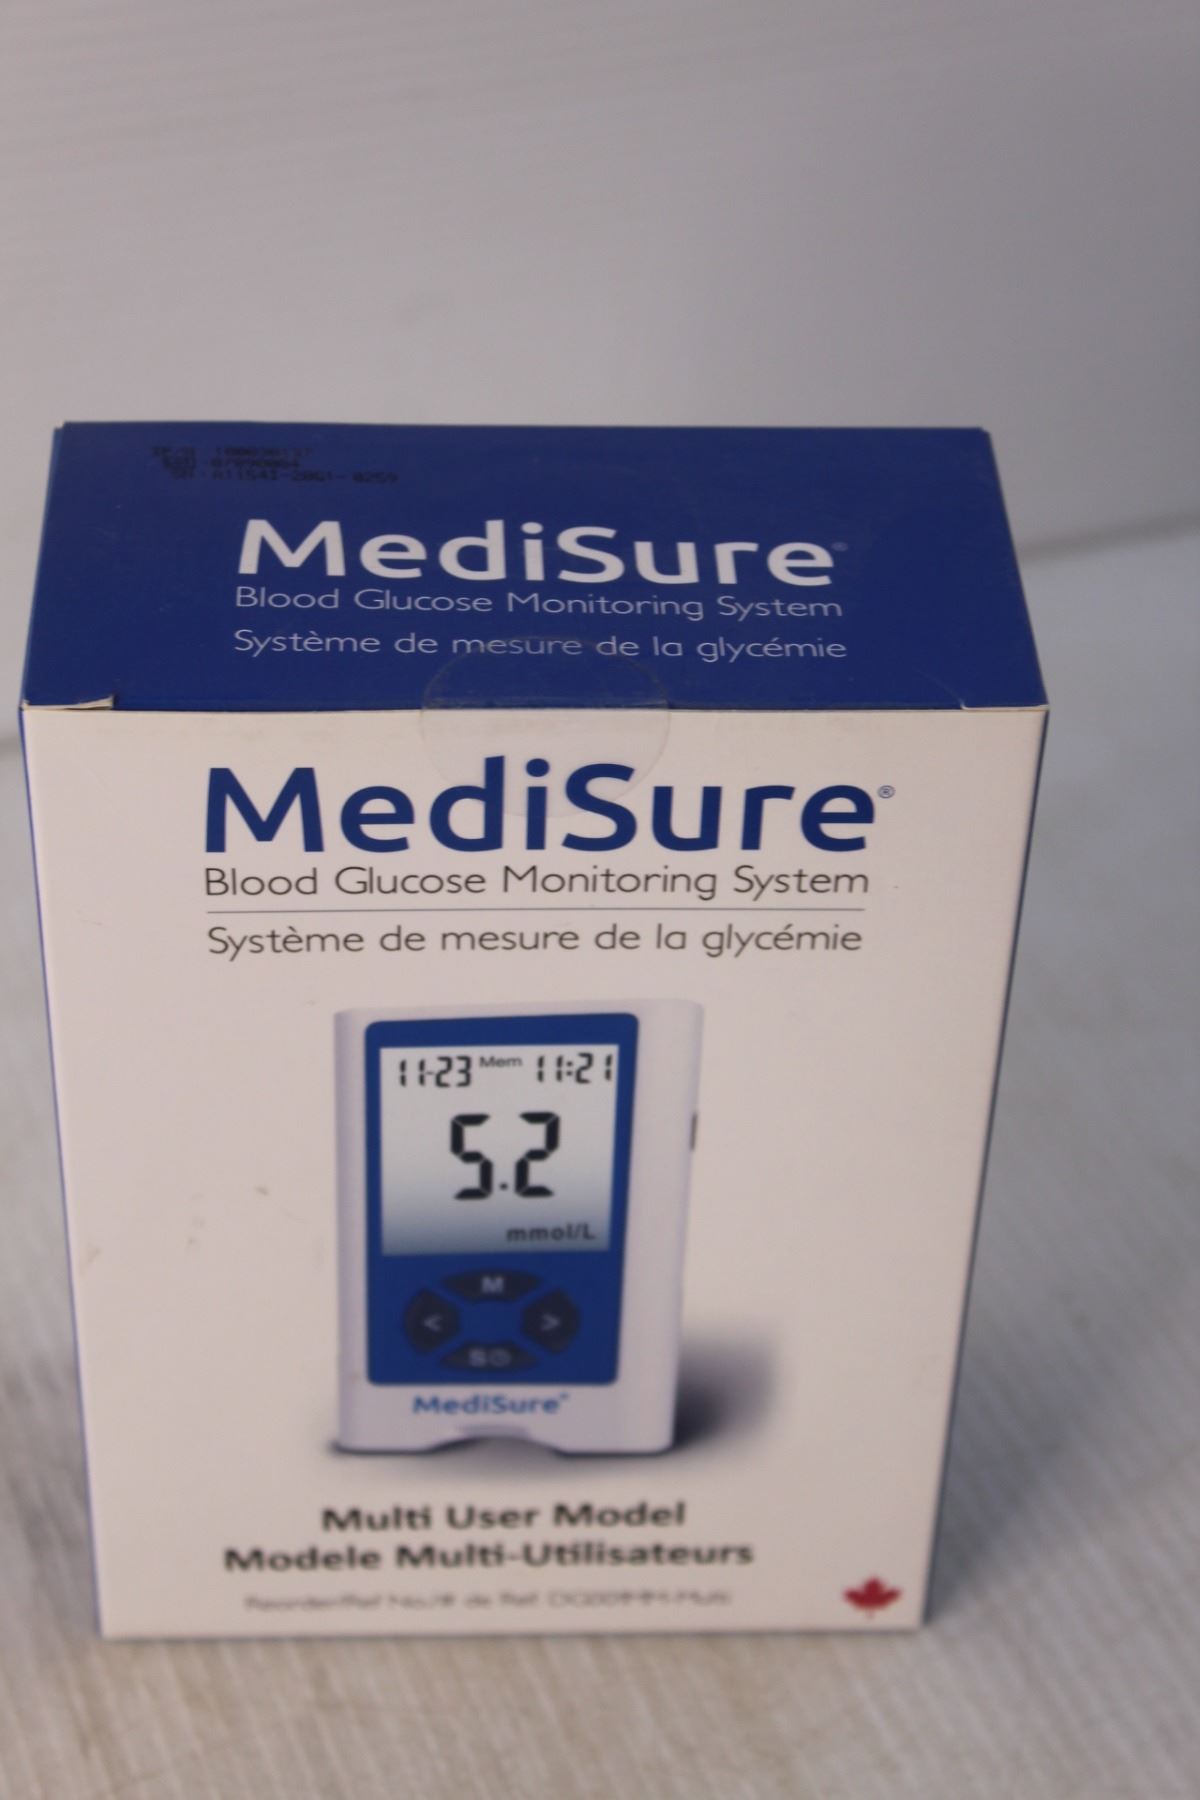 MediSure®
Blood Glucose Monitoring System
Système de mesure de la glycémie
MediSure®
Blood Glucose Monitoring System
Système de mesure de la glycémie
11-23 Mem 11:21
5.2
mmol/L
M
< >
S
MediSure™
Multi User Model
Modele Multi-Utilisateurs